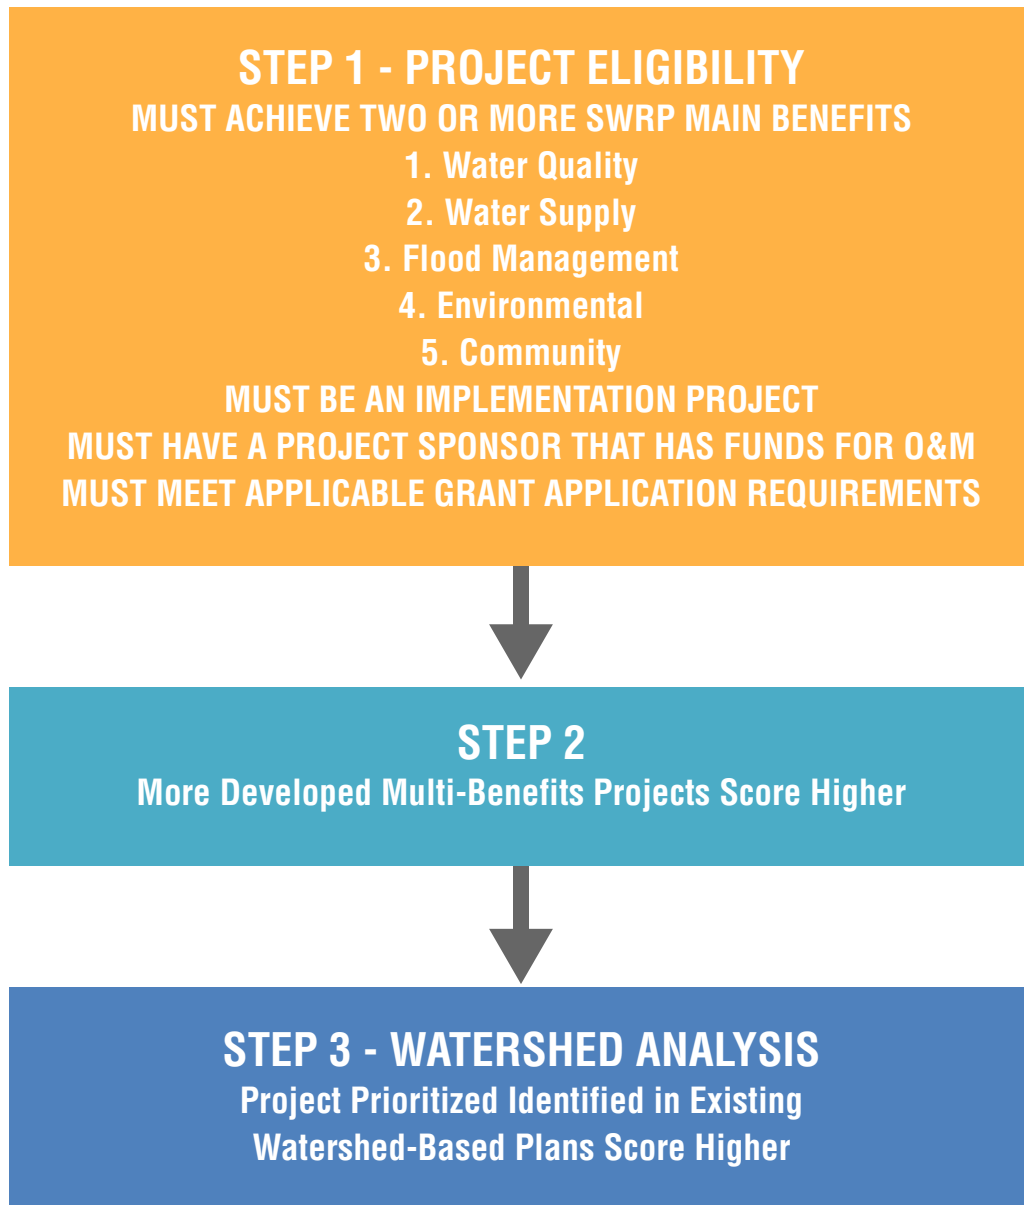 STEP 1 - PROJECT ELIGIBILITY
MUST ACHIEVE TWO OR MORE SWRP MAIN BENEFITS
1. Water Quality
2. Water Supply
3. Flood Management
4. Environmental
5. Community
MUST BE AN IMPLEMENTATION PROJECT
MUST HAVE A PROJECT SPONSOR THAT HAS FUNDS FOR O&M
MUST MEET APPLICABLE GRANT APPLICATION REQUIREMENTS
STEP 2
More Developed Multi-Benefits Projects Score Higher
STEP 3 - WATERSHED ANALYSIS
Project Prioritized Identified in Existing
Watershed-Based Plans Score Higher